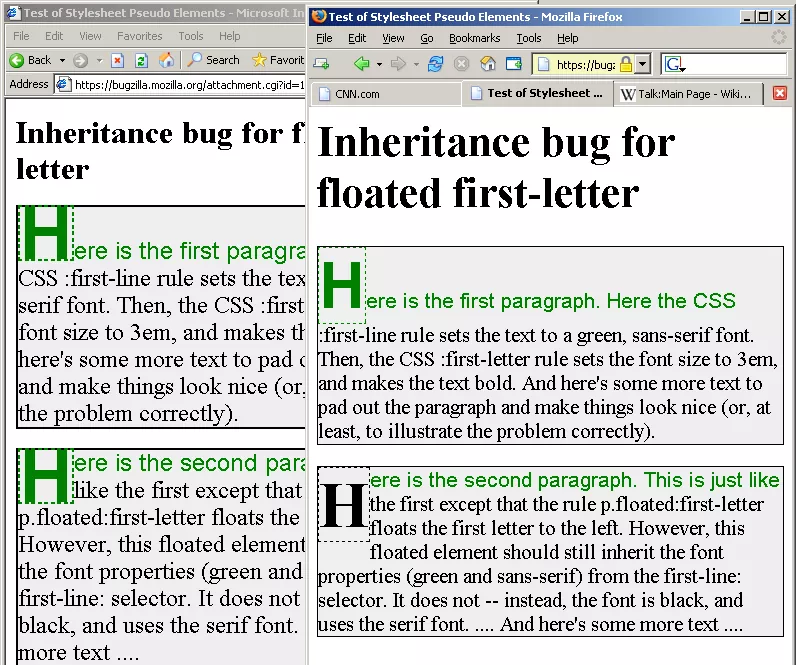 Test of Stylesheet Pseudo Elements - Microsoft In
File Edit View Favorites Tools Help
Back Search Favorit
Address https://bugzilla.mozilla.org/attachment.cgi?id=1
Inheritance bug for f
letter
Here is the first paragra
CSS :first-line rule sets the tex
serif font. Then, the CSS :first
font size to 3em, and makes th
here's some more text to pad o
and make things look nice (or,
the problem correctly).
Here is the second para
like the first except that
p.floated:first-letter floats the
However, this floated element
the font properties (green and
first-line: selector. It does not
black, and uses the serif font.
more text ....
Test of Stylesheet Pseudo Elements - Mozilla Firefox
File Edit View Go Bookmarks Tools Help
https://bug: G
CNN.com Test of Stylesheet ... Talk:Main Page - Wiki...
Inheritance bug for
floated first-letter
Here is the first paragraph. Here the CSS
:first-line rule sets the text to a green, sans-serif font.
Then, the CSS :first-letter rule sets the font size to 3em,
and makes the text bold. And here's some more text to
pad out the paragraph and make things look nice (or, at
least, to illustrate the problem correctly).
Here is the second paragraph. This is just like
the first except that the rule p.floated:first-letter
floats the first letter to the left. However, this
floated element should still inherit the font
properties (green and sans-serif) from the first-line:
selector. It does not -- instead, the font is black, and
uses the serif font. .... And here's some more text ....